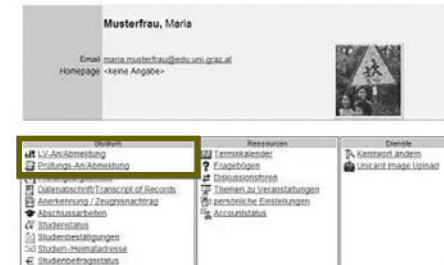 Musterfrau, Maria
Email maria.musterfrau@edu.uni-graz.at
Homepage <keine Angabe>
Studium
LV-An/Abmeldung
Prüfungs-An/Abmeldung
Datenabschrift/Transcript of Records
Anerkennung / Zeugnisnachtrag
Abschlussarbeiten
Studienstatus
Studienbestätigungen
Studien-/Heimatadresse
Studienbeitragsstatus
Ressourcen
Terminkalender
Fragebögen
Diskussionsforen
Themen zu Veranstaltungen
persönliche Einstellungen
Accountstatus
Dienste
Kennwort ändern
Unicard Image Upload